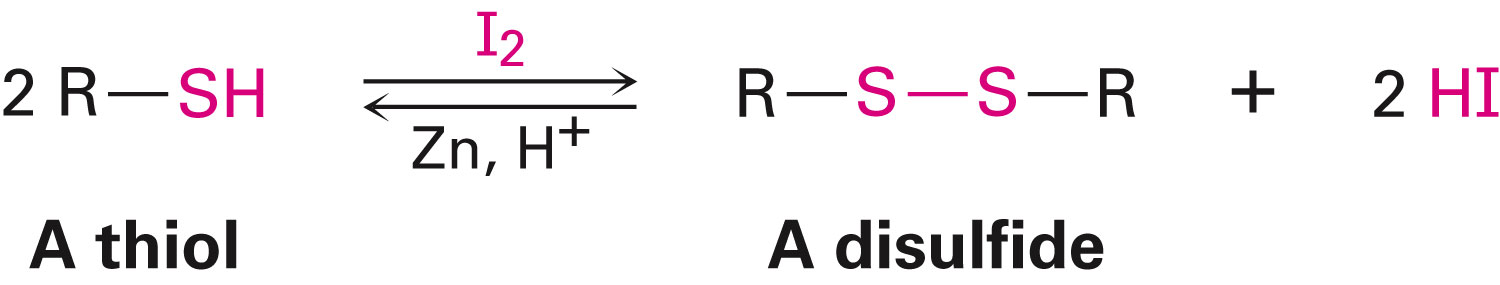 I₂
2 R—SH ⇌ R—S—S—R + 2 HI
Zn, H⁺
A thiol A disulfide